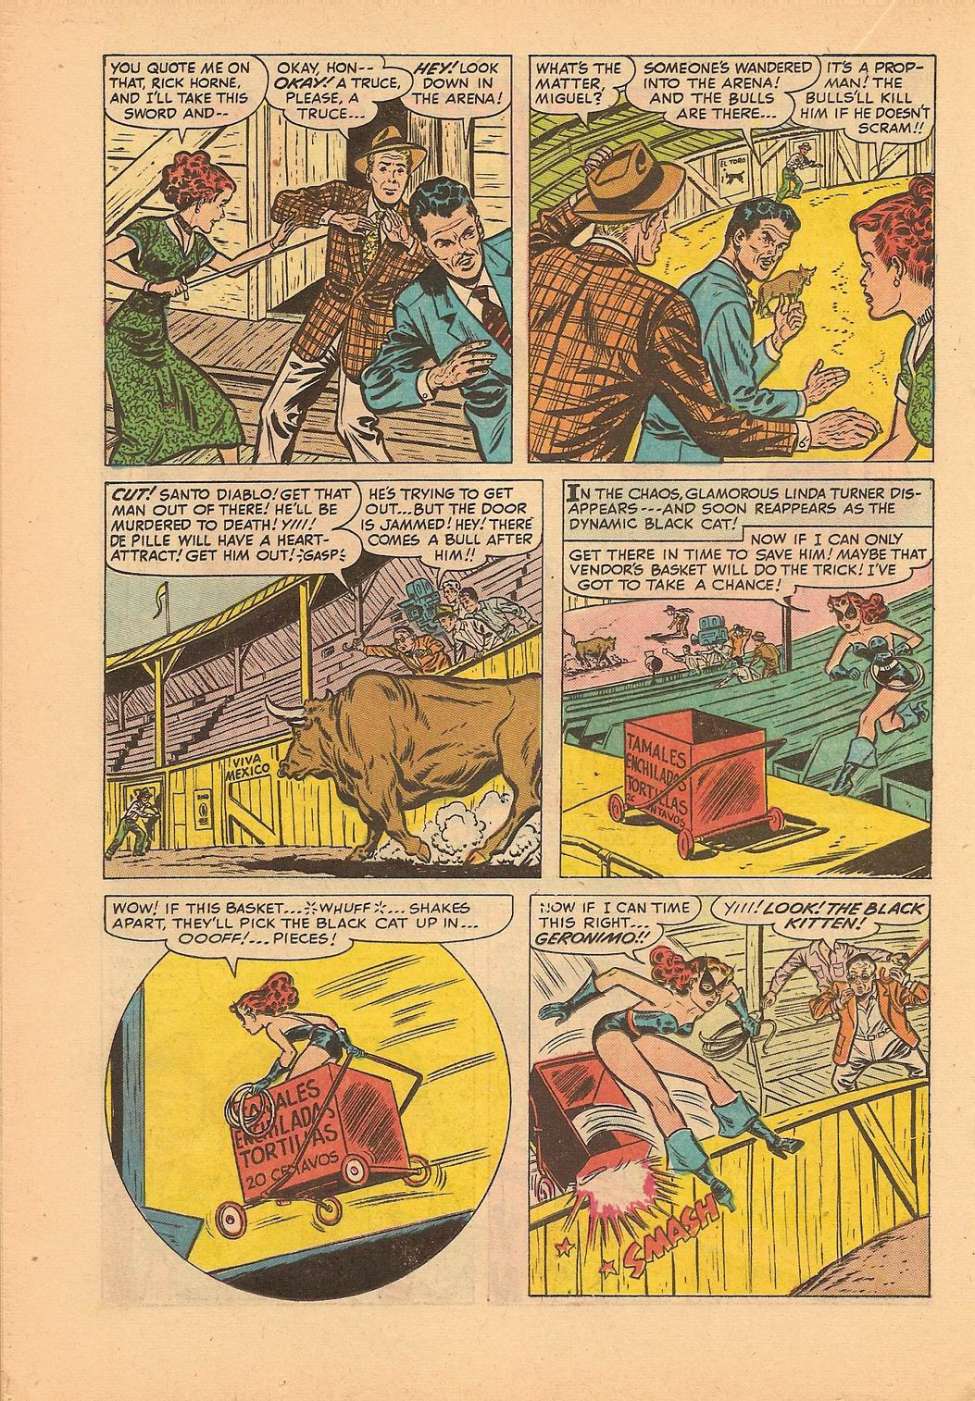 YOU QUOTE ME ON
THAT, RICK HORNE,
AND I'LL TAKE THIS
SWORD AND--
OKAY, HON--
OKAY! A TRUCE,
PLEASE, A
TRUCE...
HEY! LOOK
DOWN IN
THE ARENA!
WHAT'S THE
MATTER,
MIGUEL?
SOMEONE'S WANDERED
INTO THE ARENA!
AND THE BULLS
ARE THERE...
IT'S A PROP-
MAN! THE
BULLS'LL KILL
HIM IF HE DOESN'T
SCRAM!!
EL TORO
CUT! SANTO DIABLO! GET THAT
MAN OUT OF THERE! HE'LL BE
MURDERED TO DEATH! YIII!
DE PILLE WILL HAVE A HEART-
ATTRACT! GET HIM OUT! GASP!
HE'S TRYING TO GET
OUT... BUT THE DOOR
IS JAMMED! HEY! THERE
COMES A BULL AFTER
HIM!!
VIVA
MEXICO
IN THE CHAOS, GLAMOROUS LINDA TURNER DIS-
APPEARS---AND SOON REAPPEARS AS THE
DYNAMIC BLACK CAT!
NOW IF I CAN ONLY
GET THERE IN TIME TO SAVE HIM! MAYBE THAT
VENDOR'S BASKET WILL DO THE TRICK! I'VE
GOT TO TAKE A CHANCE!
TAMALES
ENCHILADAS
TORTILLAS
WOW! IF THIS BASKET... WHUFF ... SHAKES
APART, THEY'LL PICK THE BLACK CAT UP IN...
OOOFF!... PIECES!
TAMALES
ENCHILADAS
TORTILLAS
20 CENTAVOS
NOW IF I CAN TIME
THIS RIGHT...
GERONIMO!!
YIII! LOOK! THE BLACK
KITTEN!
SMASH